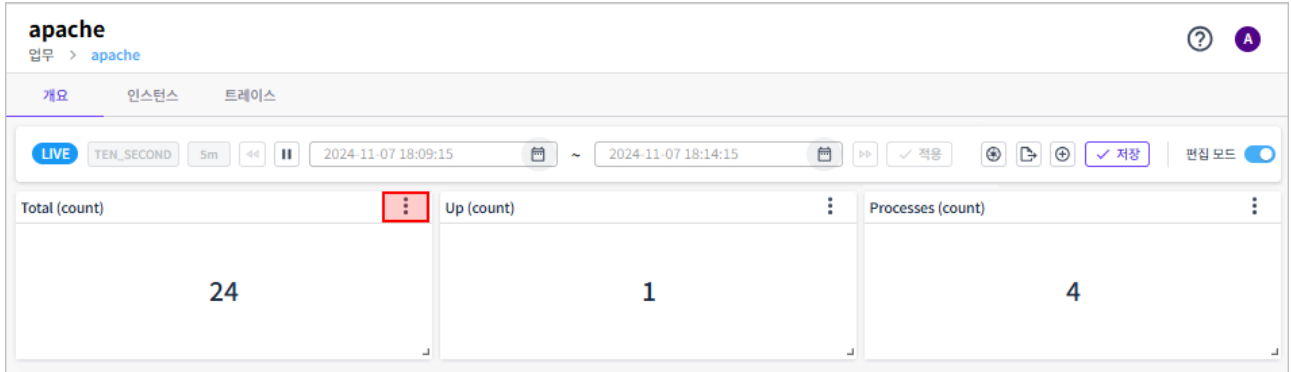 apache
업무 > apache
A
개요 인스턴스 트레이스
LIVE TEN_SECOND 5m 2024-11-07 18:09:15 ~ 2024-11-07 18:14:15 적용 저장 편집 모드
Total (count) Up (count) Processes (count)
24 1 4